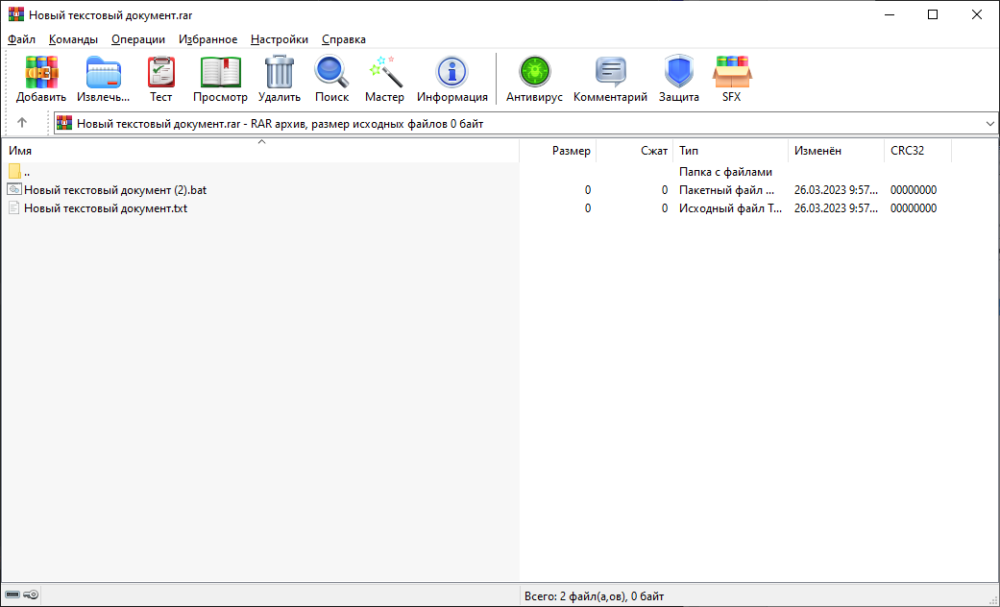 Новый текстовый документ.rar
Файл Команды Операции Избранное Настройки Справка
Добавить Извлечь... Тест Просмотр Удалить Поиск Мастер Информация Антивирус Комментарий Защита SFX
Новый текстовый документ.rar - RAR архив, размер исходных файлов 0 байт
Имя Размер Сжат Тип Изменён CRC32
.. Папка с файлами
Новый текстовый документ (2).bat 0 0 Пакетный файл ... 26.03.2023 9:57... 00000000
Новый текстовый документ.txt 0 0 Исходный файл Т... 26.03.2023 9:57... 00000000
Всего: 2 файл(а,ов), 0 байт